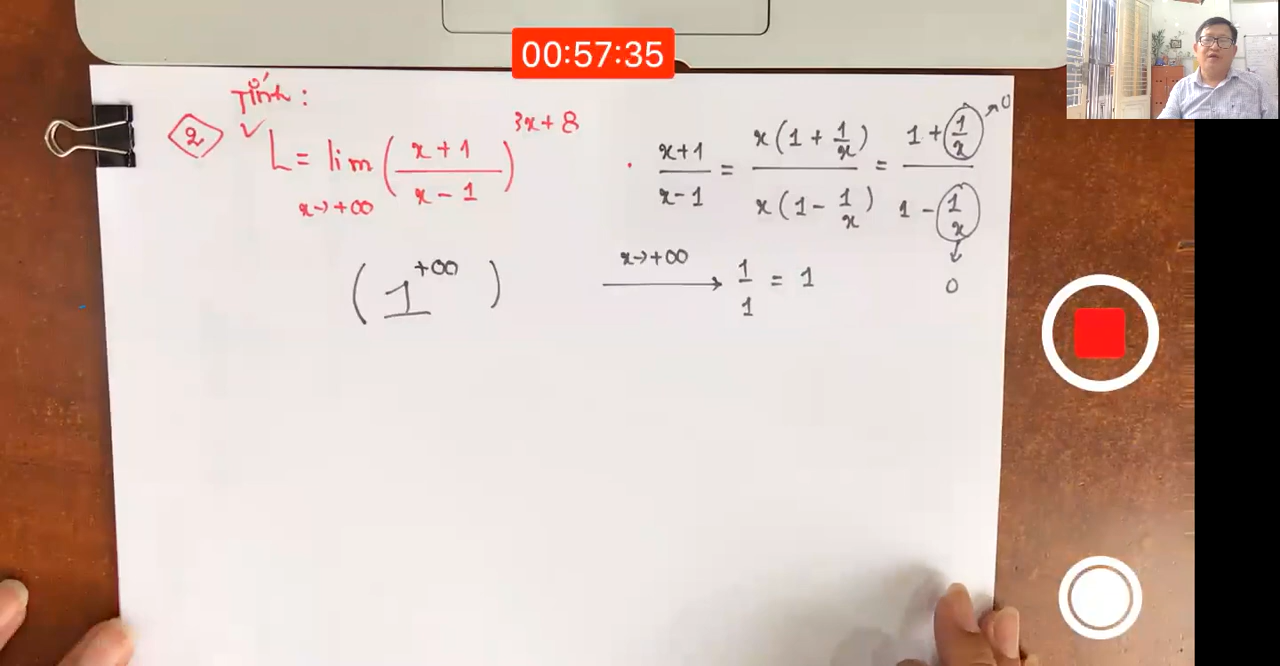 00:57:35
Tính :
2
L = lim x→+∞ ( x+1 / x-1 )^3x+8
(1^+∞)
x+1 / x-1 = x(1 + 1/x) / x(1 - 1/x) = 1 + 1/x / 1 - 1/x
→0
↓
0
x→+∞
→ 1/1 = 1